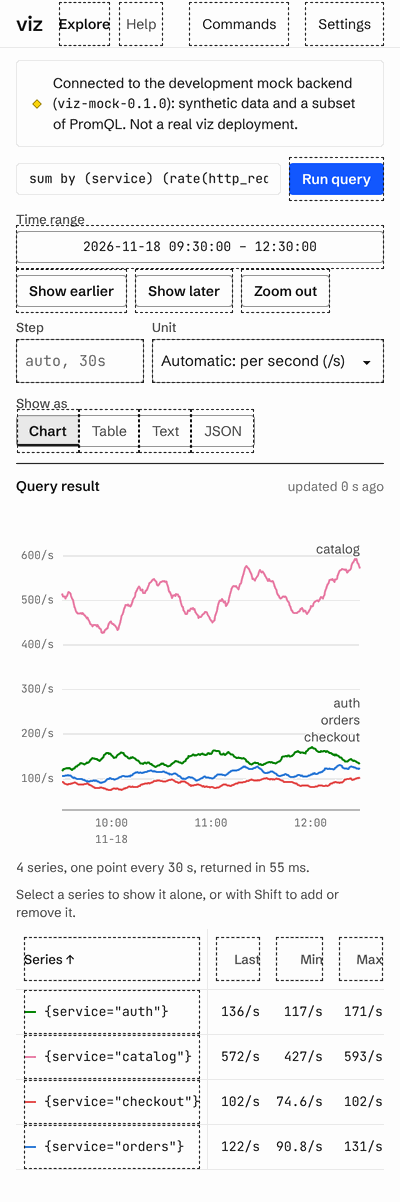 viz Explore Help Commands Settings
Connected to the development mock backend
(viz-mock-0.1.0): synthetic data and a subset
of PromQL. Not a real viz deployment.
sum by (service) (rate(http_rec Run query
Time range
2026-11-18 09:30:00 – 12:30:00
Show earlier Show later Zoom out
Step Unit
auto, 30s Automatic: per second (/s)
Show as
Chart Table Text JSON
Query result updated 0 s ago
catalog
600/s
500/s
400/s
300/s
auth
200/s
orders
checkout
100/s
10:00 11:00 12:00
11-18
4 series, one point every 30 s, returned in 55 ms.
Select a series to show it alone, or with Shift to add or
remove it.
Series ↑ Last Min Max
{service="auth"} 136/s 117/s 171/s
{service="catalog"} 572/s 427/s 593/s
{service="checkout"} 102/s 74.6/s 102/s
{service="orders"} 122/s 90.8/s 131/s